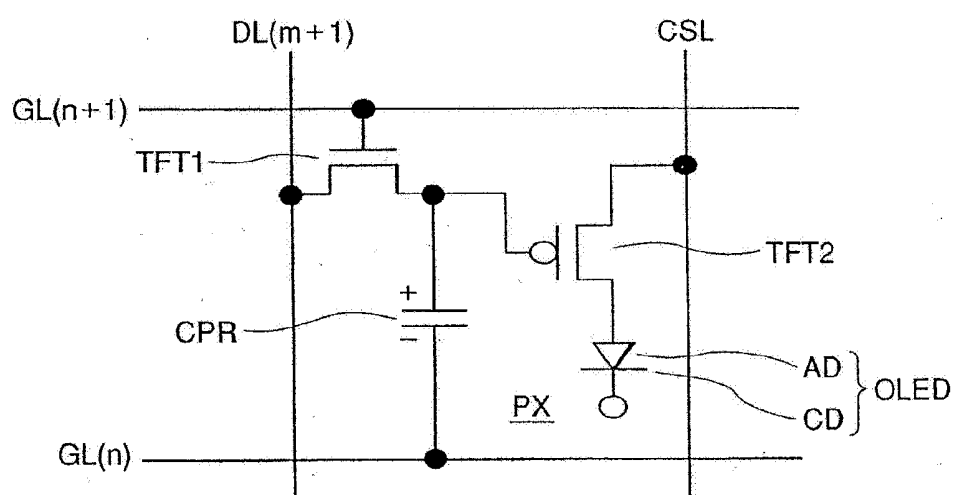 DL(m+1)
CSL
GL(n+1)
TFT1
TFT2
+
CPR
−
AD
OLED
PX
CD
GL(n)